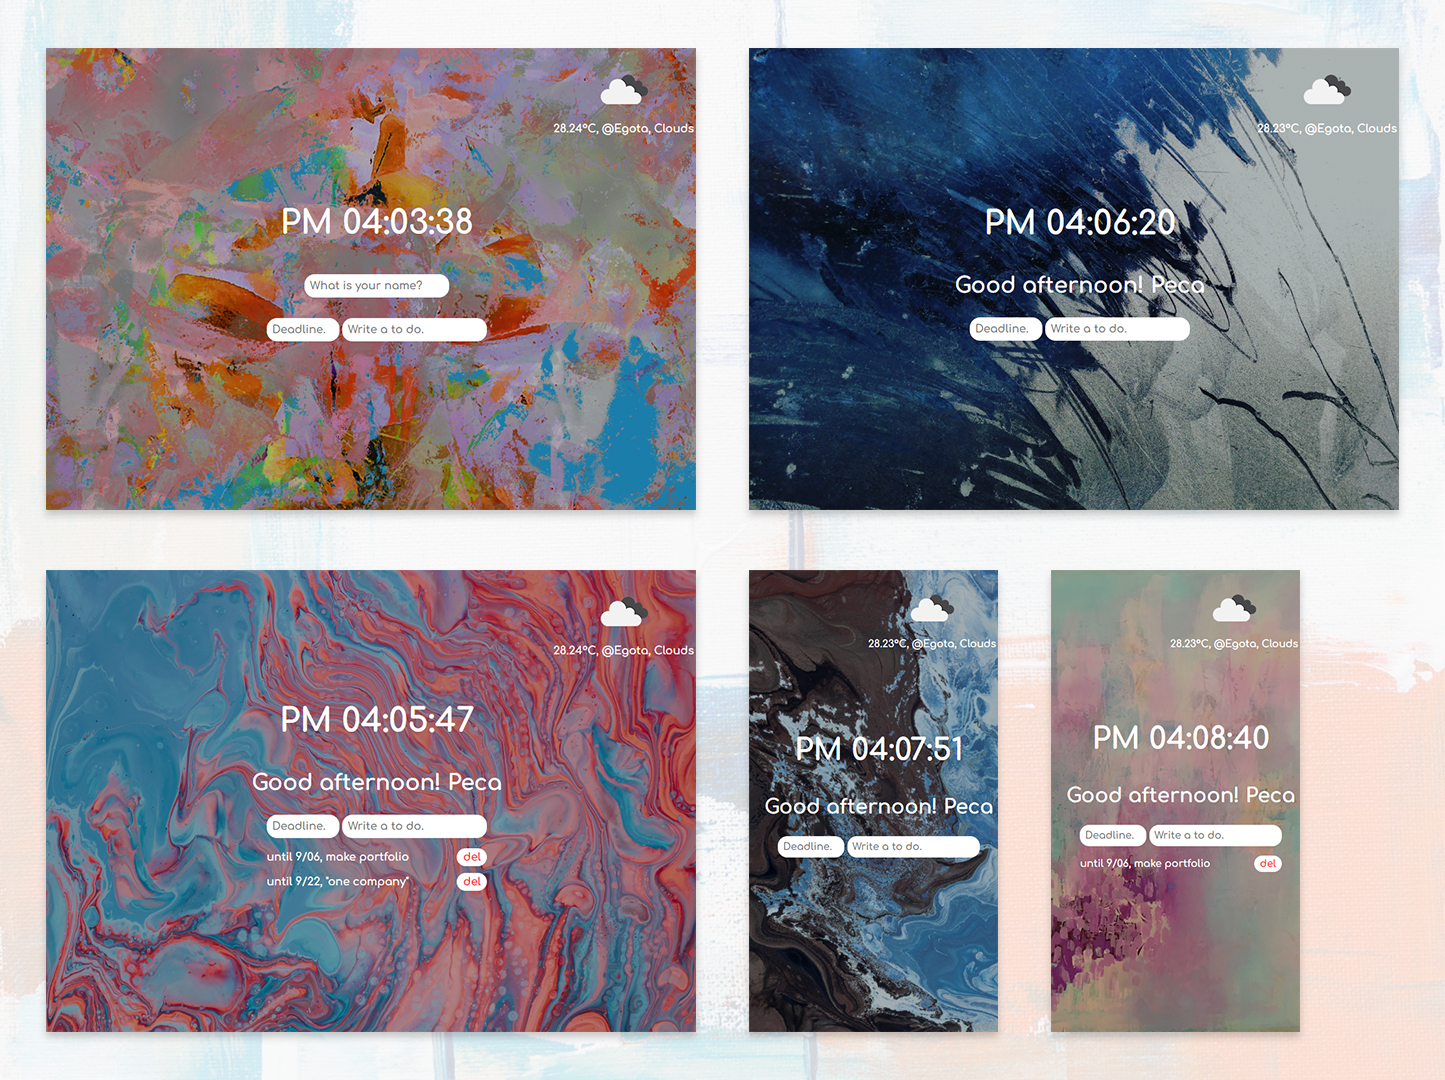 28.24°C, @Egota, Clouds
PM 04:03:38
What is your name?
Deadline. Write a to do.
28.23°C, @Egota, Clouds
PM 04:06:20
Good afternoon! Peca
Deadline. Write a to do.
28.24°C, @Egota, Clouds
PM 04:05:47
Good afternoon! Peca
Deadline. Write a to do.
until 9/06, make portfolio del
until 9/22, "one company" del
28.23°C, @Egota, Clouds
PM 04:07:51
Good afternoon! Peca
Deadline. Write a to do.
28.23°C, @Egota, Clouds
PM 04:08:40
Good afternoon! Peca
Deadline. Write a to do.
until 9/06, make portfolio del